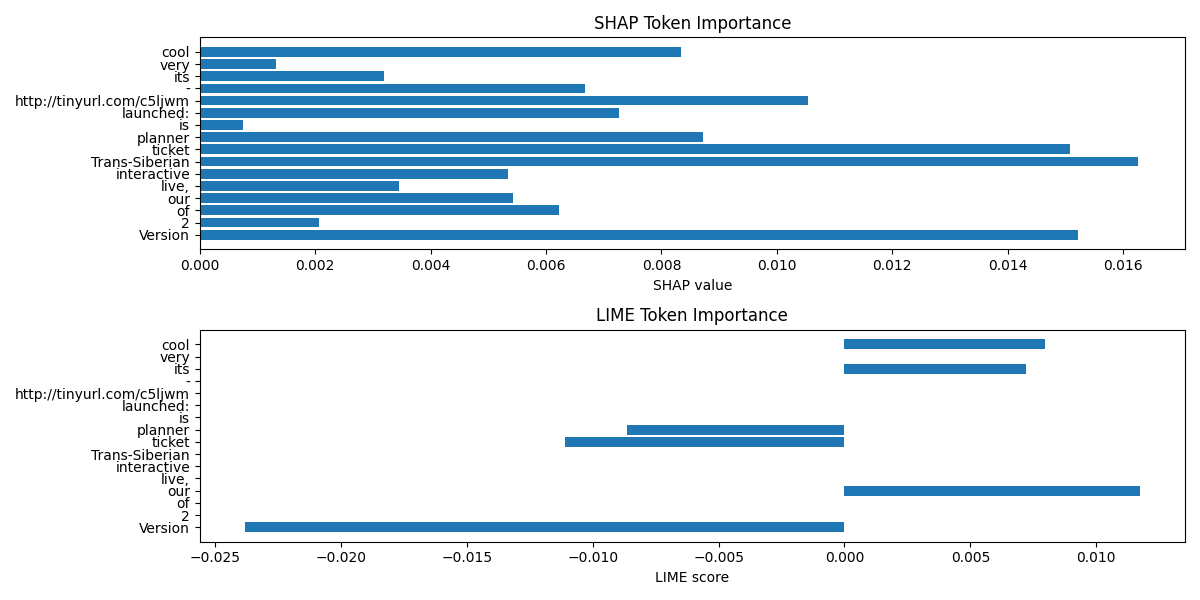 SHAP Token Importance
cool
very
its
-
http://tinyurl.com/c5ljwm
launched:
is
planner
ticket
Trans-Siberian
interactive
live,
our
of
2
Version
0.000 0.002 0.004 0.006 0.008 0.010 0.012 0.014 0.016
SHAP value
LIME Token Importance
cool
very
its
-
http://tinyurl.com/c5ljwm
launched:
is
planner
ticket
Trans-Siberian
interactive
live,
our
of
2
Version
−0.025 −0.020 −0.015 −0.010 −0.005 0.000 0.005 0.010
LIME score